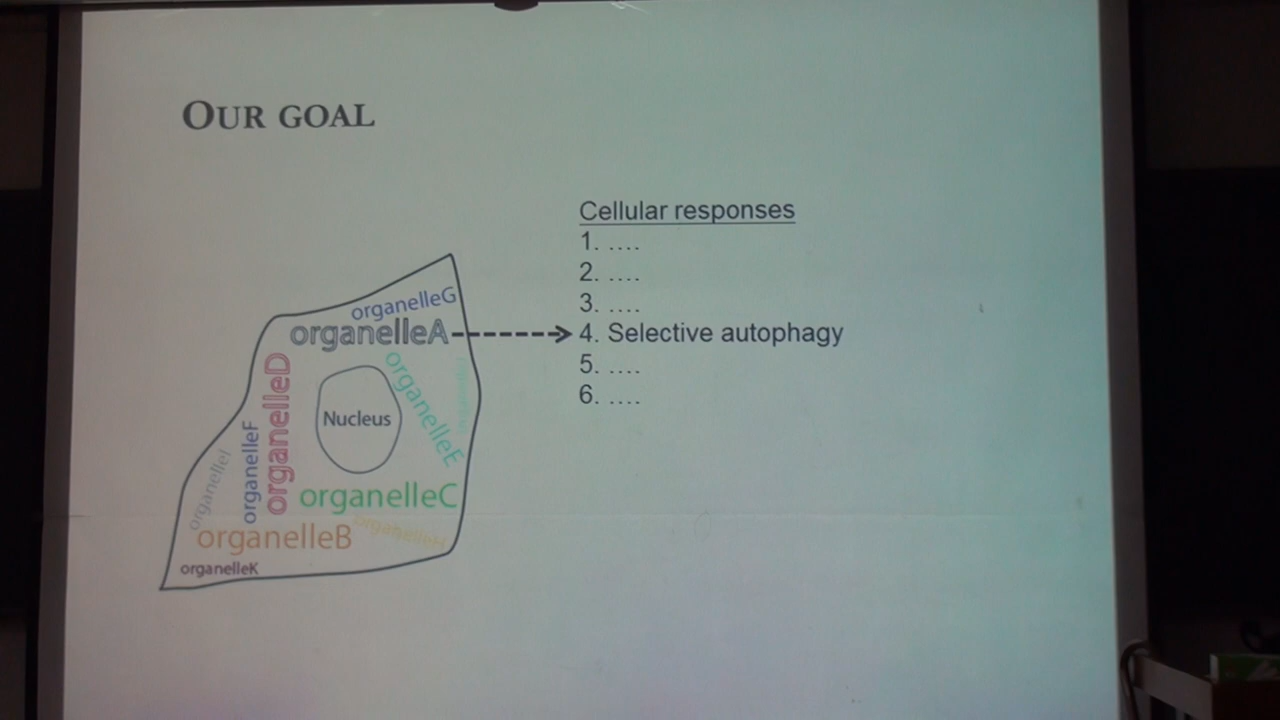 OUR GOAL
Cellular responses
1. ....
2. ....
3. ....
4. Selective autophagy
5. ....
6. ....
organelleG
organelleA
organelleD
organelleE
Nucleus
organelleF
organelleI
organelleC
organelleH
organelleB
organelleK